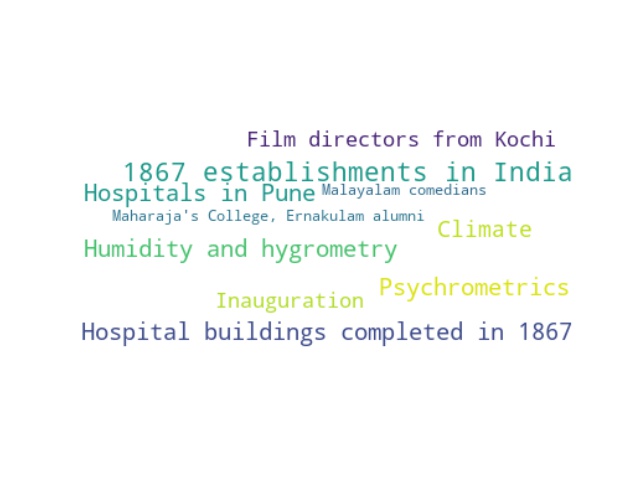 Film directors from Kochi
1867 establishments in India
Hospitals in Pune
Malayalam comedians
Maharaja's College, Ernakulam alumni
Climate
Humidity and hygrometry
Psychrometrics
Inauguration
Hospital buildings completed in 1867